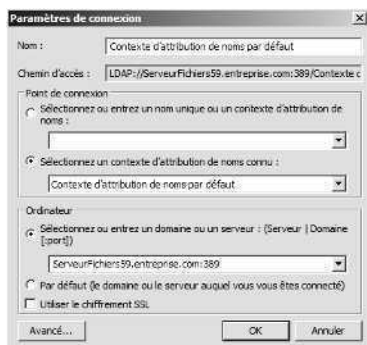 Paramètres de connexion
Nom :
Contexte d'attribution de noms par défaut
Chemin d'accès :
LDAP://ServeurFichiers59.entreprise.com:389/Contexte c
Point de connexion
Sélectionnez ou entrez un nom unique ou un contexte d'attribution de
noms :
Sélectionnez un contexte d'attribution de noms connu :
Contexte d'attribution de noms par défaut
Ordinateur
Sélectionnez ou entrez un domaine ou un serveur : (Serveur | Domaine
[:port])
ServeurFichiers59.entreprise.com:389
Par défaut (le domaine ou le serveur auquel vous vous êtes connecté)
Utiliser le chiffrement SSL
Avancé...
OK
Annuler